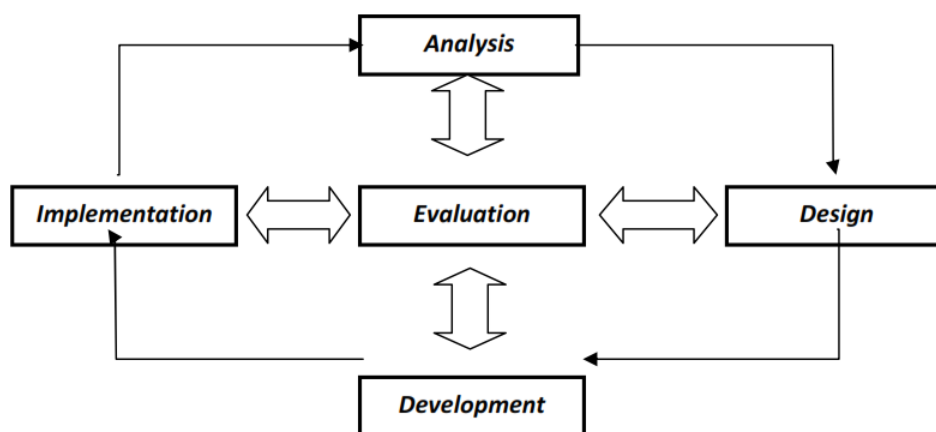 Analysis
Implementation
Evaluation
Design
Development